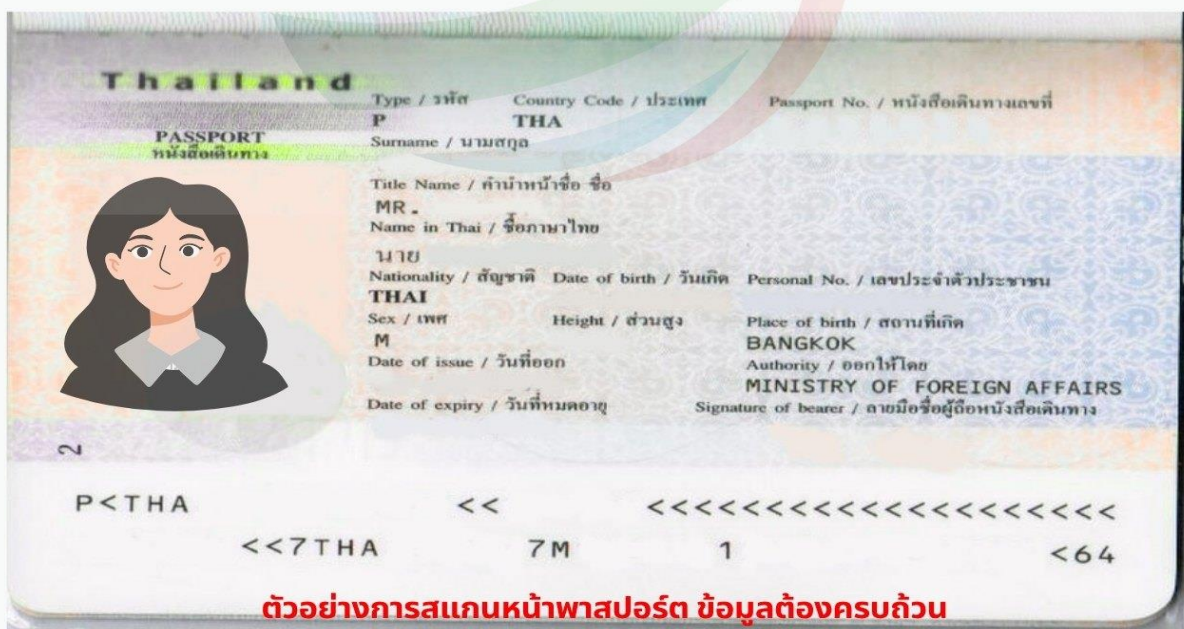 Thailand
PASSPORT
หนังสือเดินทาง
Type / รหัส Country Code / ประเทศ Passport No. / หนังสือเดินทางเลขที่
P THA
Surname / นามสกุล
Title Name / คำนำหน้าชื่อ ชื่อ
MR.
Name in Thai / ชื่อภาษาไทย
นาย
Nationality / สัญชาติ Date of birth / วันเกิด Personal No. / เลขประจำตัวประชาชน
THAI
Sex / เพศ Height / ส่วนสูง Place of birth / สถานที่เกิด
M BANGKOK
Date of issue / วันที่ออก Authority / ออกให้โดย
MINISTRY OF FOREIGN AFFAIRS
Date of expiry / วันที่หมดอายุ Signature of bearer / ลายมือชื่อผู้ถือหนังสือเดินทาง
2
P<THA << <<<<<<<<<<<<<<<<<<<<<
<<7THA 7M 1 <64
ตัวอย่างการสแกนหน้าพาสปอร์ต ข้อมูลต้องครบถ้วน